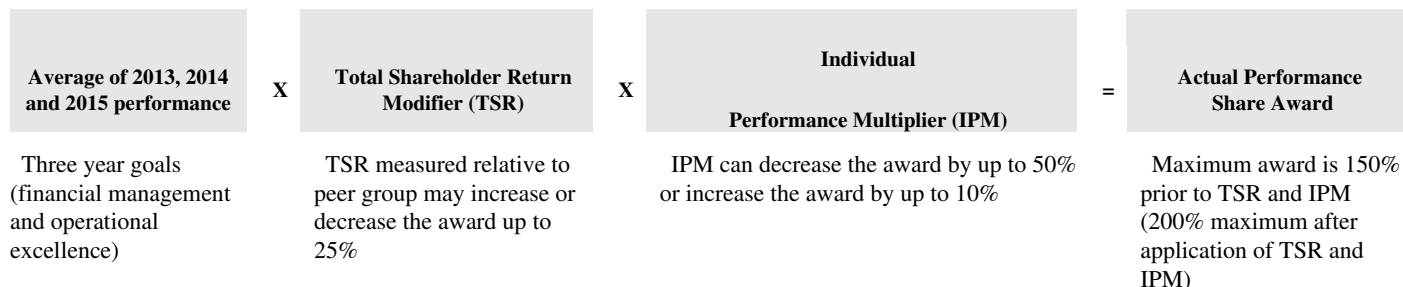 Average of 2013, 2014
and 2015 performance
X
Total Shareholder Return
Modifier (TSR)
X
Individual
Performance Multiplier (IPM)
=
Actual Performance
Share Award
Three year goals
(financial management
and operational
excellence)
TSR measured relative to
peer group may increase or
decrease the award up to
25%
IPM can decrease the award by up to 50%
or increase the award by up to 10%
Maximum award is 150%
prior to TSR and IPM
(200% maximum after
application of TSR and
IPM)